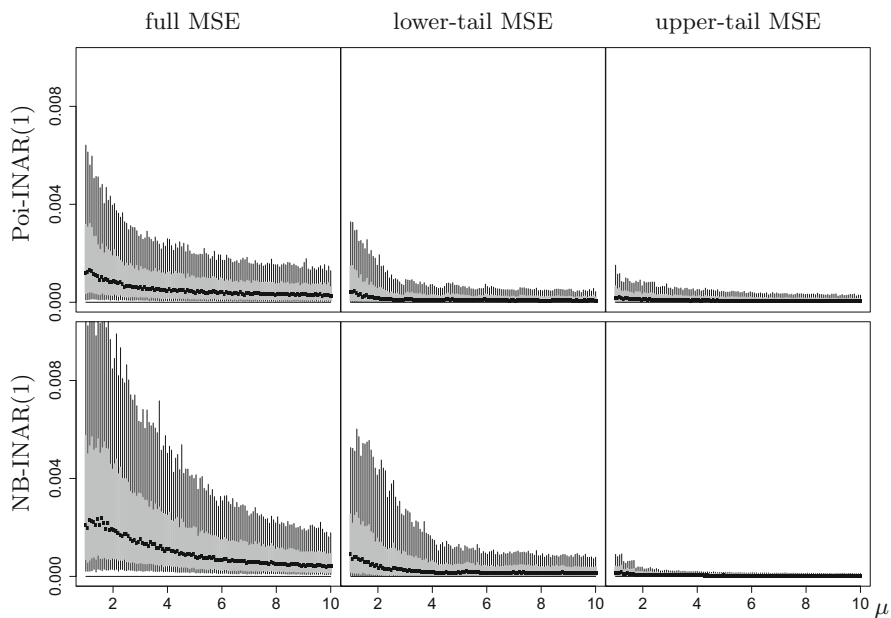 full MSE lower-tail MSE upper-tail MSE
Poi-INAR(1)
0.008
0.004
0.000
NB-INAR(1)
0.008
0.004
0.000
2 4 6 8 10 2 4 6 8 10 2 4 6 8 10 μ